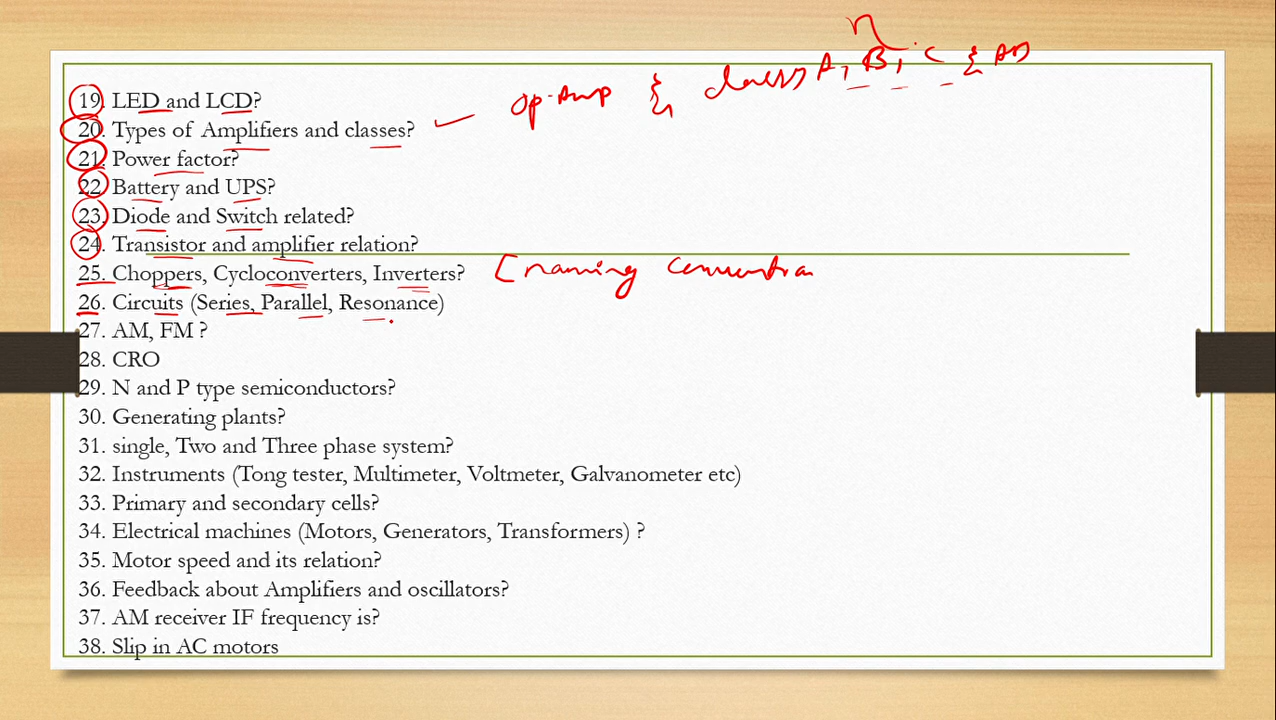 η
Op-Amp { classes A, B, C { AB
19. LED and LCD?
20. Types of Amplifiers and classes?
21. Power factor?
22. Battery and UPS?
23. Diode and Switch related?
24. Transistor and amplifier relation?
25. Choppers, Cycloconverters, Inverters? [naming
26. Circuits (Series, Parallel, Resonance)
27. AM, FM ?
28. CRO
29. N and P type semiconductors?
30. Generating plants?
31. single, Two and Three phase system?
32. Instruments (Tong tester, Multimeter, Voltmeter, Galvanometer etc)
33. Primary and secondary cells?
34. Electrical machines (Motors, Generators, Transformers) ?
35. Motor speed and its relation?
36. Feedback about Amplifiers and oscillators?
37. AM receiver IF frequency is?
38. Slip in AC motors